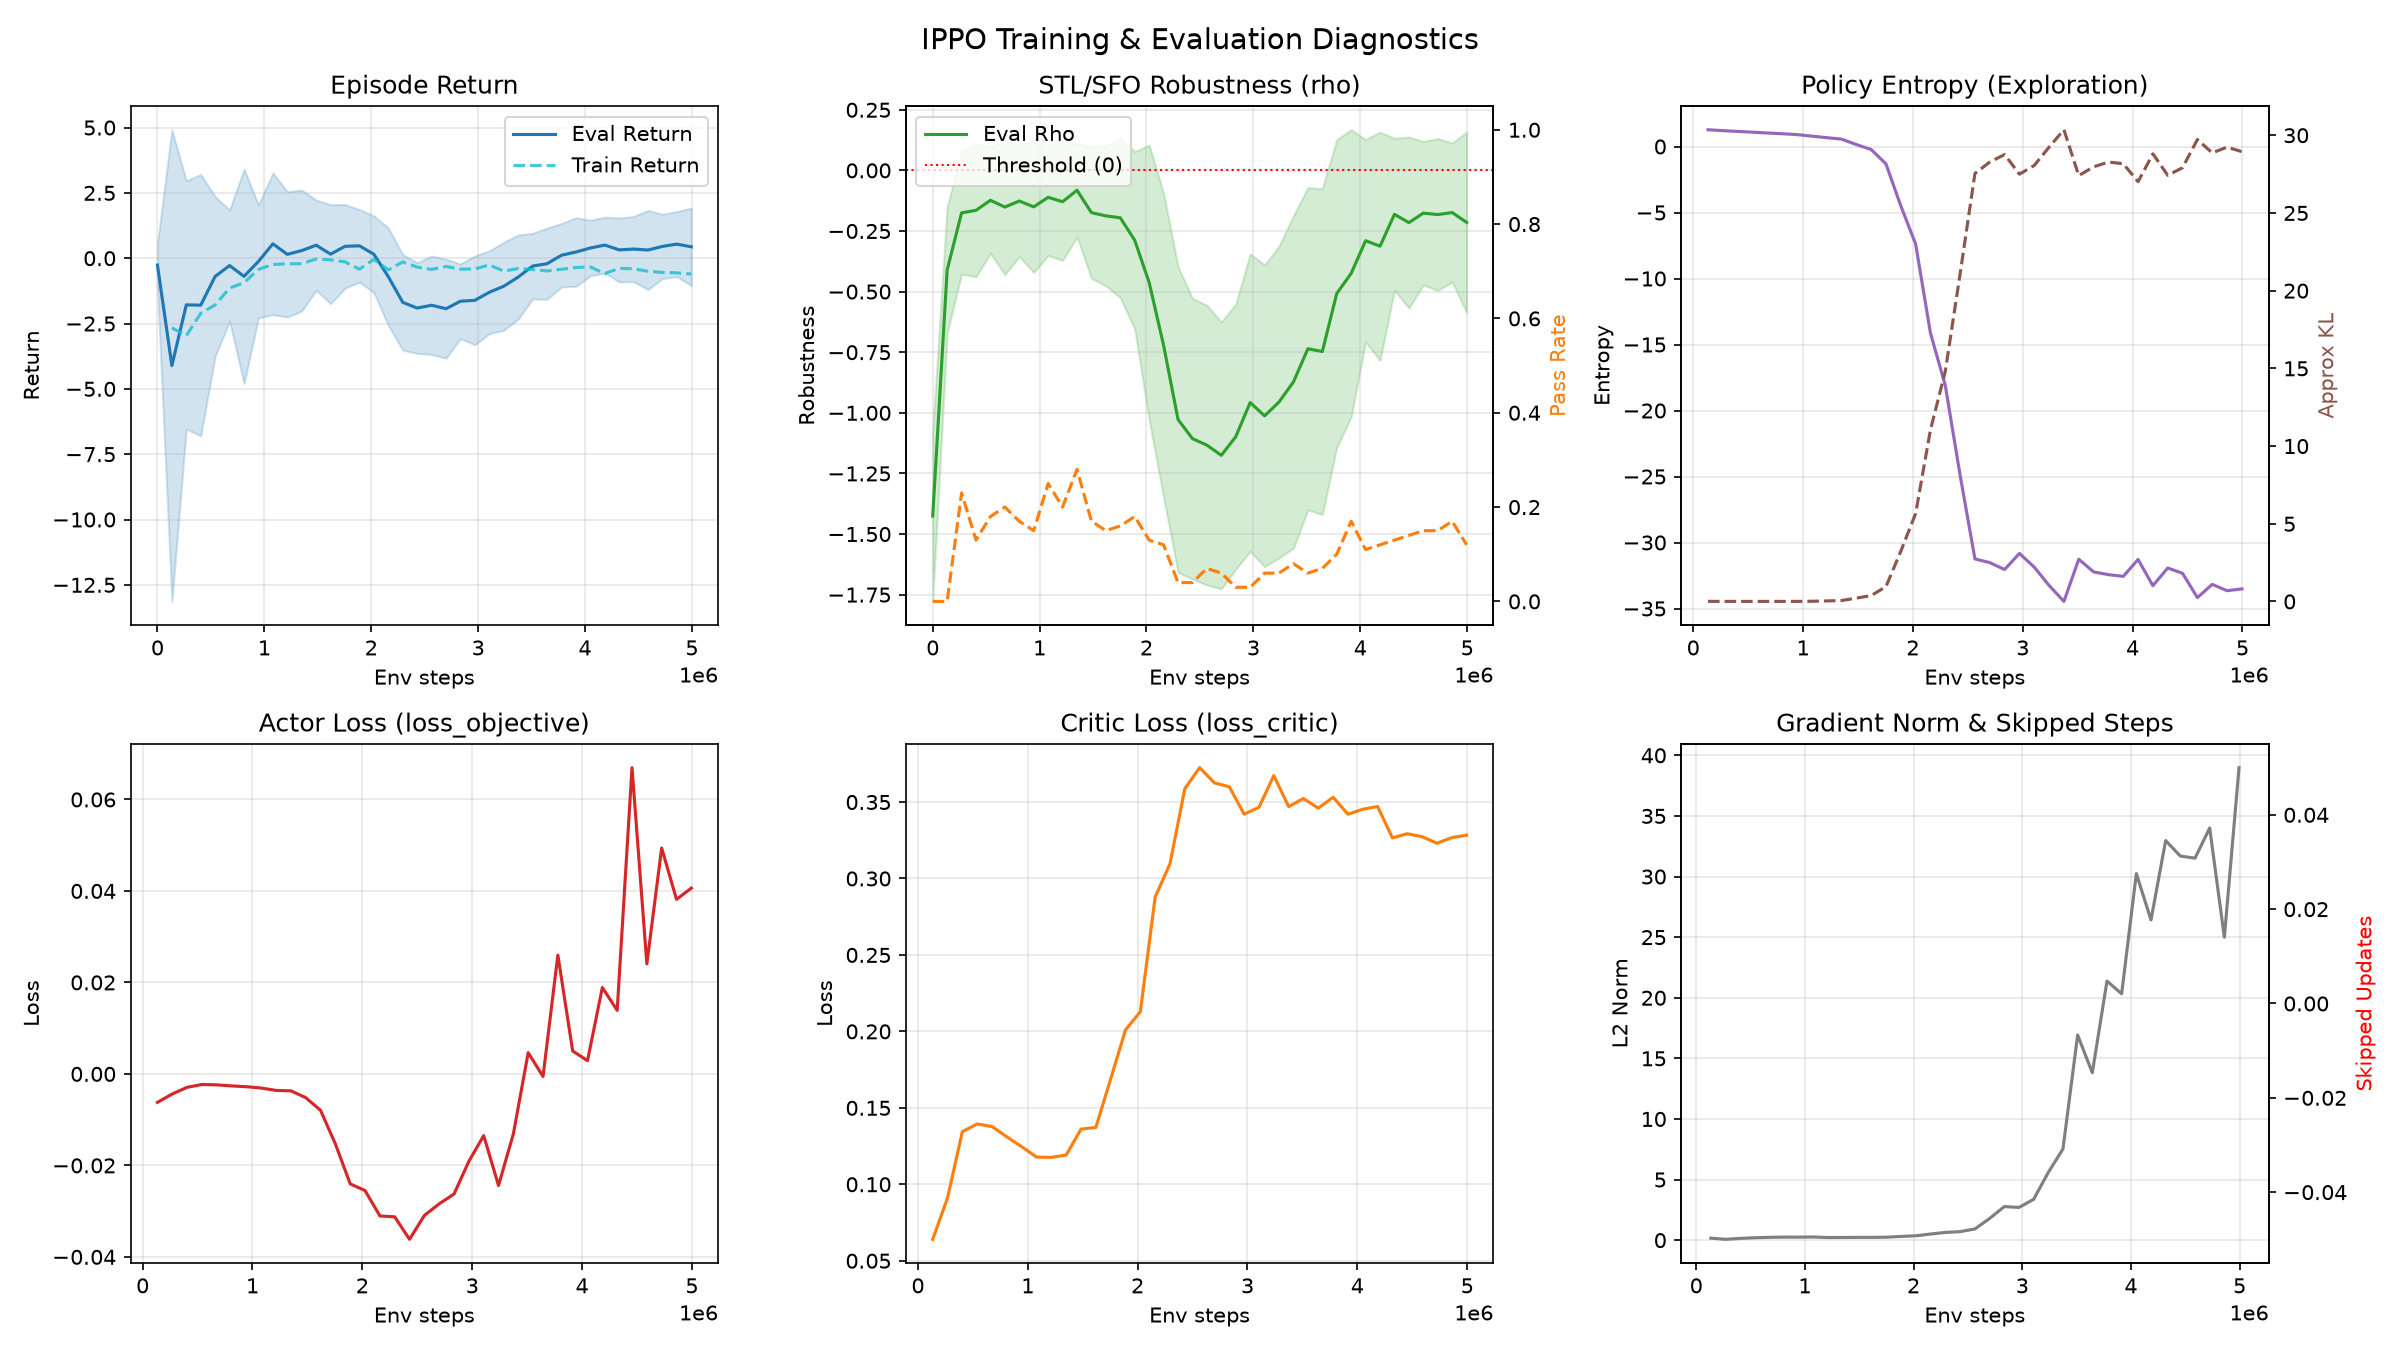 IPPO Training & Evaluation Diagnostics
Episode Return
5.0
2.5
0.0
−2.5
−5.0
−7.5
−10.0
−12.5
Return
Eval Return
Train Return
0 1 2 3 4 5
1e6
Env steps
STL/SFO Robustness (rho)
0.25
0.00
−0.25
−0.50
−0.75
−1.00
−1.25
−1.50
−1.75
Robustness
Eval Rho
Threshold (0)
1.0
0.8
0.6
0.4
0.2
0.0
Pass Rate
0 1 2 3 4 5
1e6
Env steps
Policy Entropy (Exploration)
0
−5
−10
−15
−20
−25
−30
−35
Entropy
30
25
20
15
10
5
0
Approx KL
0 1 2 3 4 5
1e6
Env steps
Actor Loss (loss_objective)
0.06
0.04
0.02
0.00
−0.02
−0.04
Loss
0 1 2 3 4 5
1e6
Env steps
Critic Loss (loss_critic)
0.35
0.30
0.25
0.20
0.15
0.10
0.05
Loss
0 1 2 3 4 5
1e6
Env steps
Gradient Norm & Skipped Steps
40
35
30
25
20
15
10
5
0
L2 Norm
0.04
0.02
0.00
−0.02
−0.04
Skipped Updates
0 1 2 3 4 5
1e6
Env steps